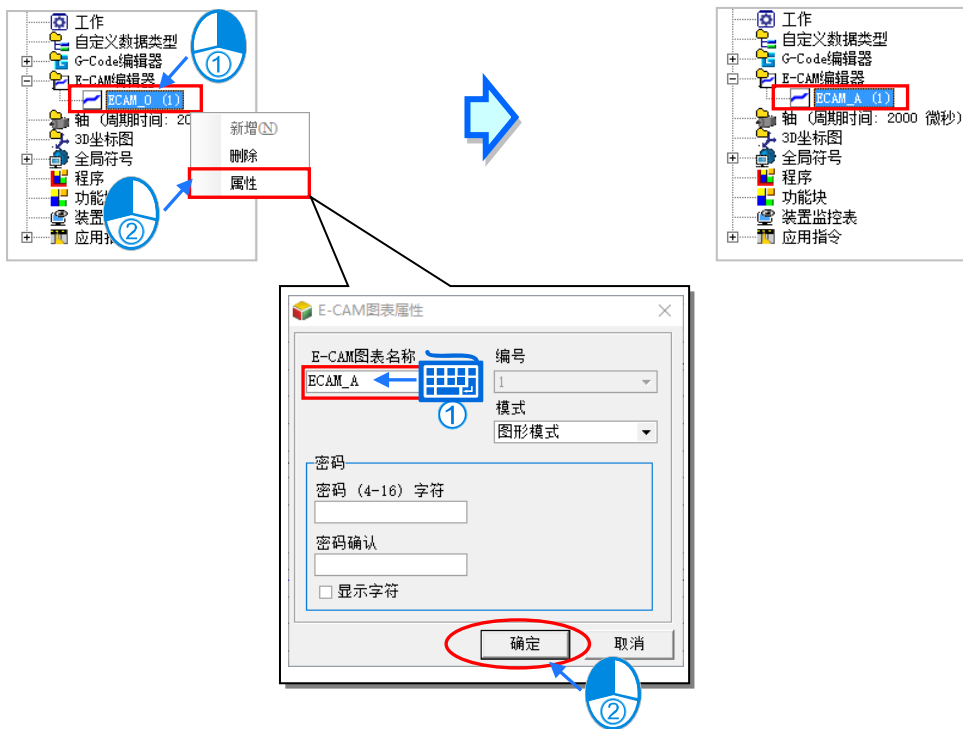 工作
自定义数据类型
G-Code编辑器
E-CAM编辑器
ECAM_0 (1)
轴 (周期时间: 20
3D坐标图
全局符号
程序
功能块
装置
应用指
①
②
新增(N)
删除
属性
工作
自定义数据类型
G-Code编辑器
E-CAM编辑器
ECAM_A (1)
轴 (周期时间: 2000 微秒)
3D坐标图
全局符号
程序
功能块
装置监控表
应用指令
E-CAM图表属性
E-CAM图表名称
编号
ECAM_A
1
①
模式
图形模式
密码
密码 (4-16) 字符
密码确认
显示字符
确定
取消
②